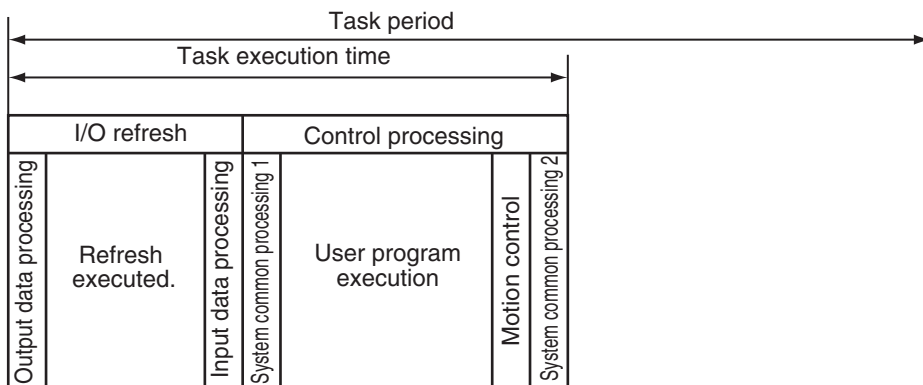 Task period
Task execution time
I/O refresh
Control processing
Output data processing
Refresh
executed.
Input data processing
System common processing 1
User program
execution
Motion control
System common processing 2